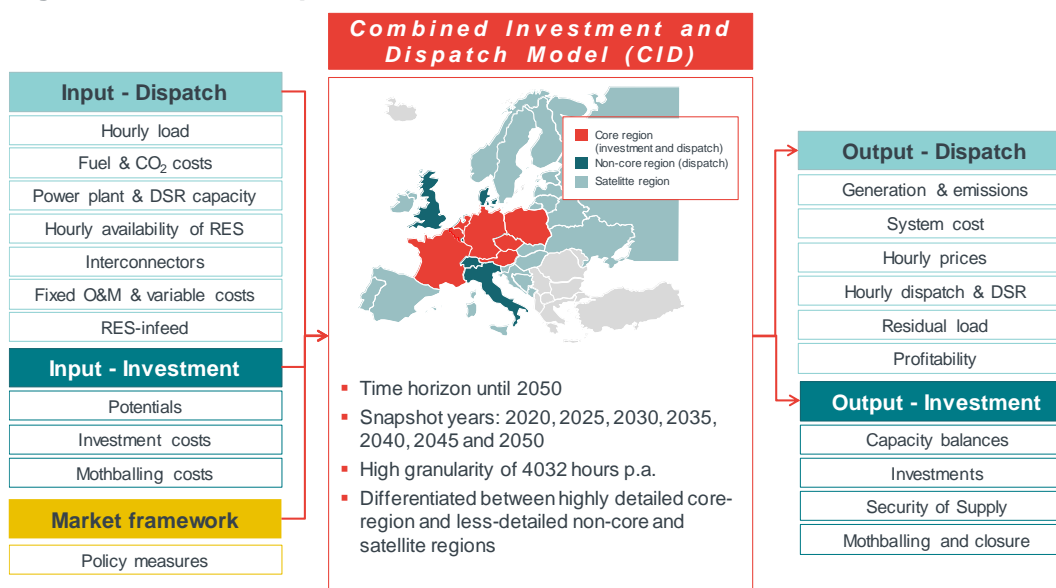 Combined Investment and
Dispatch Model (CID)
Input - Dispatch
Hourly load
Fuel & CO₂ costs
Power plant & DSR capacity
Hourly availability of RES
Interconnectors
Fixed O&M & variable costs
RES-infeed
Input - Investment
Potentials
Investment costs
Mothballing costs
Market framework
Policy measures
Core region
(investment and dispatch)
Non-core region (dispatch)
Satelitte region
▪ Time horizon until 2050
▪ Snapshot years: 2020, 2025, 2030, 2035,
2040, 2045 and 2050
▪ High granularity of 4032 hours p.a.
▪ Differentiated between highly detailed core-
region and less-detailed non-core and
satellite regions
Output - Dispatch
Generation & emissions
System cost
Hourly prices
Hourly dispatch & DSR
Residual load
Profitability
Output - Investment
Capacity balances
Investments
Security of Supply
Mothballing and closure